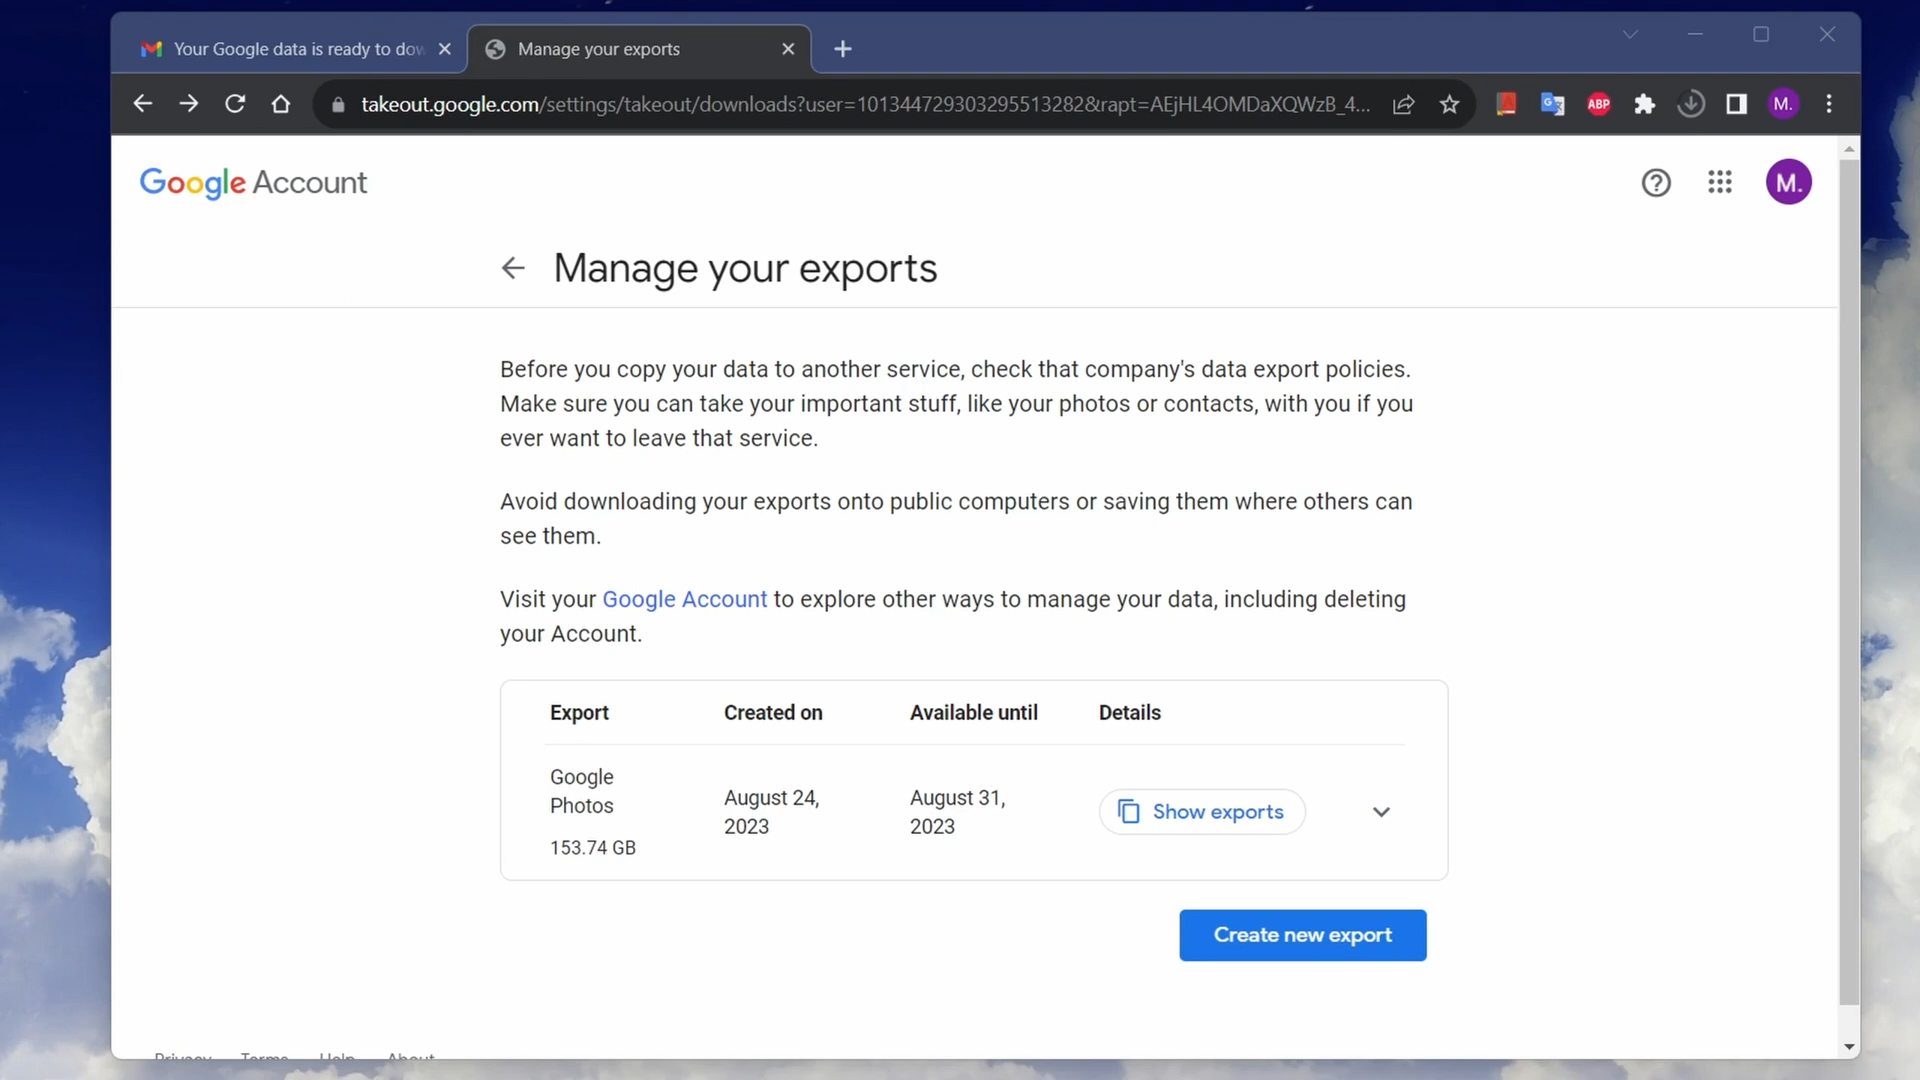 Your Google data is ready to dow
Manage your exports
takeout.google.com/settings/takeout/downloads?user=101344729303295513282&rapt=AEjHL4OMDaXQWzB_4...
ABP
M.
Google Account
M.
Manage your exports
Before you copy your data to another service, check that company's data export policies.
Make sure you can take your important stuff, like your photos or contacts, with you if you
ever want to leave that service.
Avoid downloading your exports onto public computers or saving them where others can
see them.
Visit your Google Account to explore other ways to manage your data, including deleting
your Account.
Export Created on Available until Details
Google
Photos
153.74 GB
August 24,
2023
August 31,
2023
Show exports
Create new export
Privacy Terms Help About